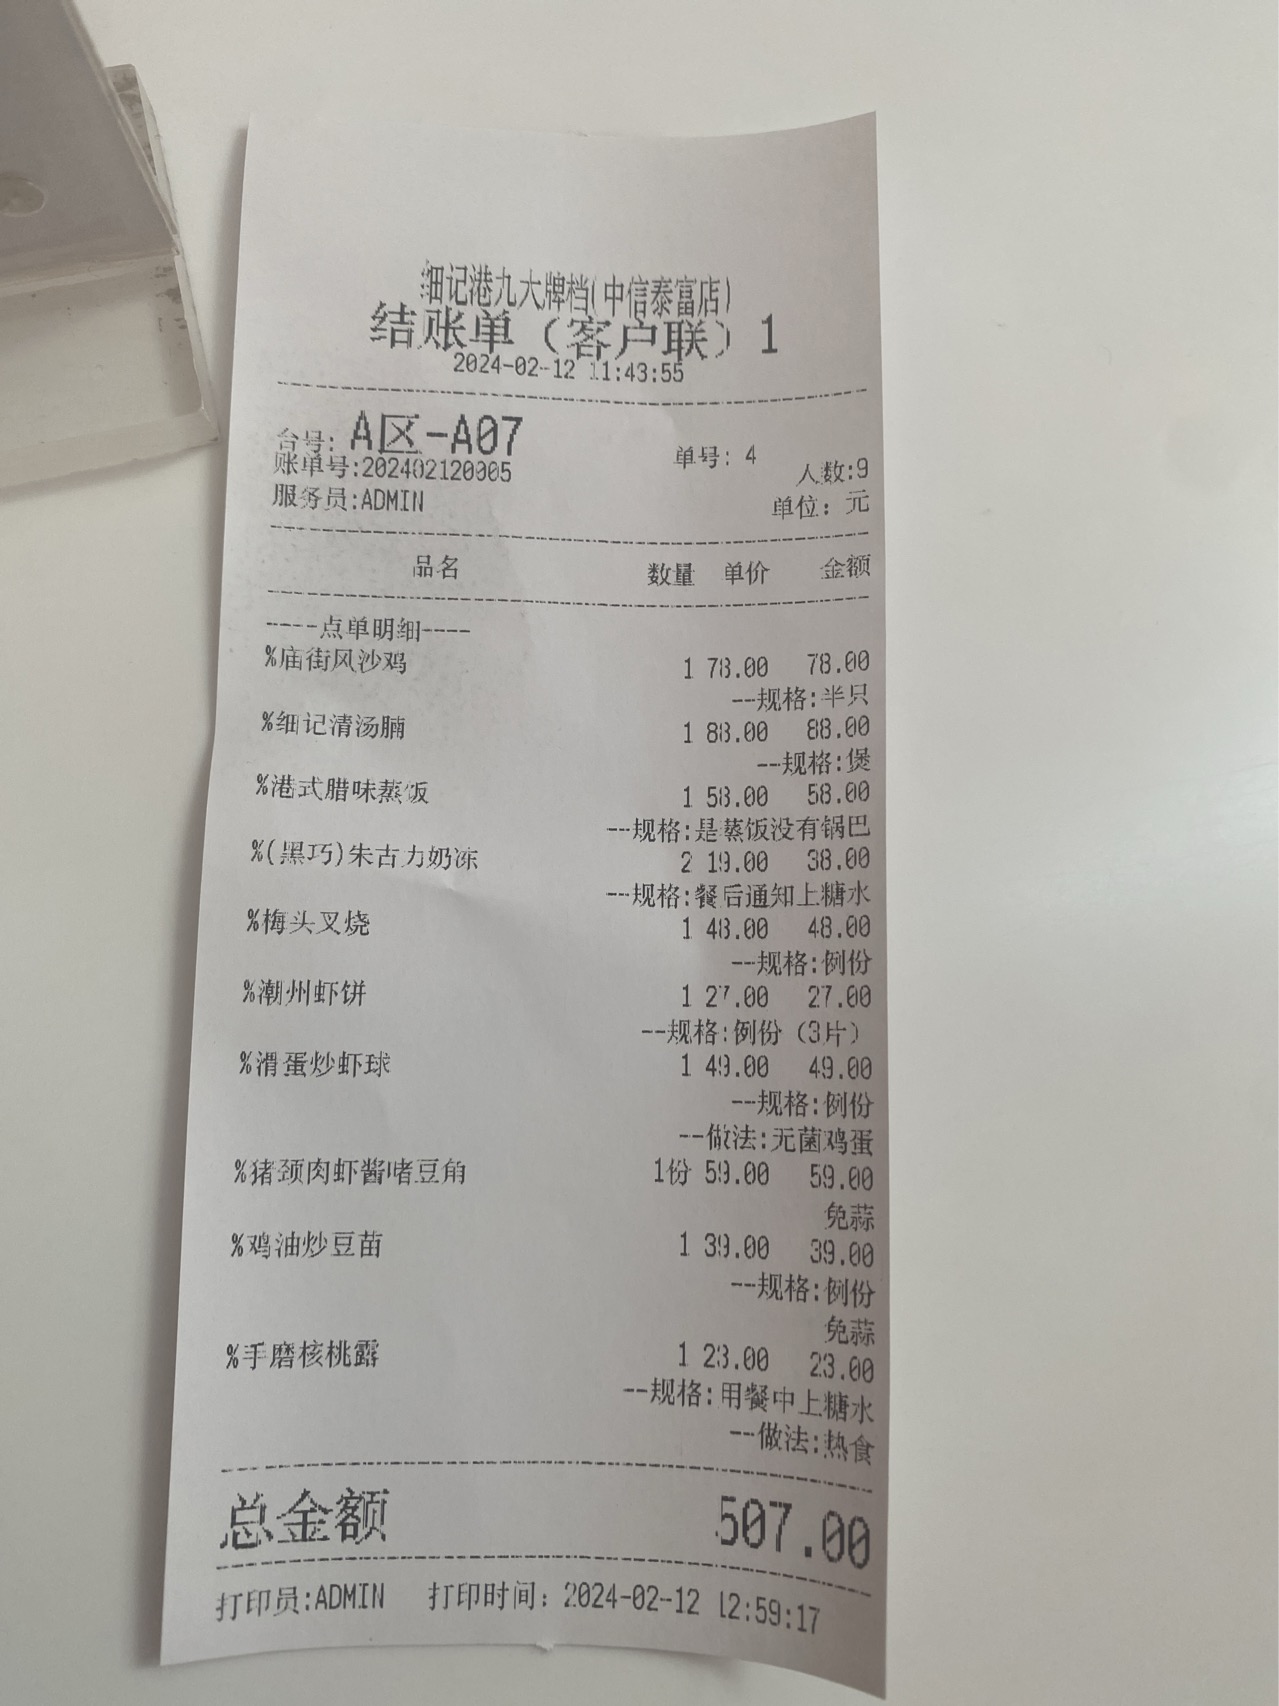 细记港九大牌档(中信泰富店)
结账单（客户联）1
2024-02-12 11:43:55
台号: A区-A07 单号: 4
账单号:202402120005 人数:9
服务员:ADMIN 单位: 元
品名 数量 单价 金额
----点单明细----
%庙街风沙鸡 1 78.00 78.00
--规格:半只
%细记清汤腩 1 88.00 88.00
--规格:煲
%港式腊味蒸饭 1 58.00 58.00
--规格:是蒸饭没有锅巴
%(黑巧)朱古力奶冻 2 19.00 38.00
--规格:餐后通知上糖水
%梅头叉烧 1 48.00 48.00
--规格:例份
%潮州虾饼 1 27.00 27.00
--规格:例份（3片）
%滑蛋炒虾球 1 49.00 49.00
--规格:例份
--做法:无菌鸡蛋
%猪颈肉虾酱啫豆角 1份 59.00 59.00
免蒜
%鸡油炒豆苗 1 39.00 39.00
--规格:例份
免蒜
%手磨核桃露 1 23.00 23.00
--规格:用餐中上糖水
--做法:热食
总金额 507.00
打印员:ADMIN 打印时间: 2024-02-12 12:59:17